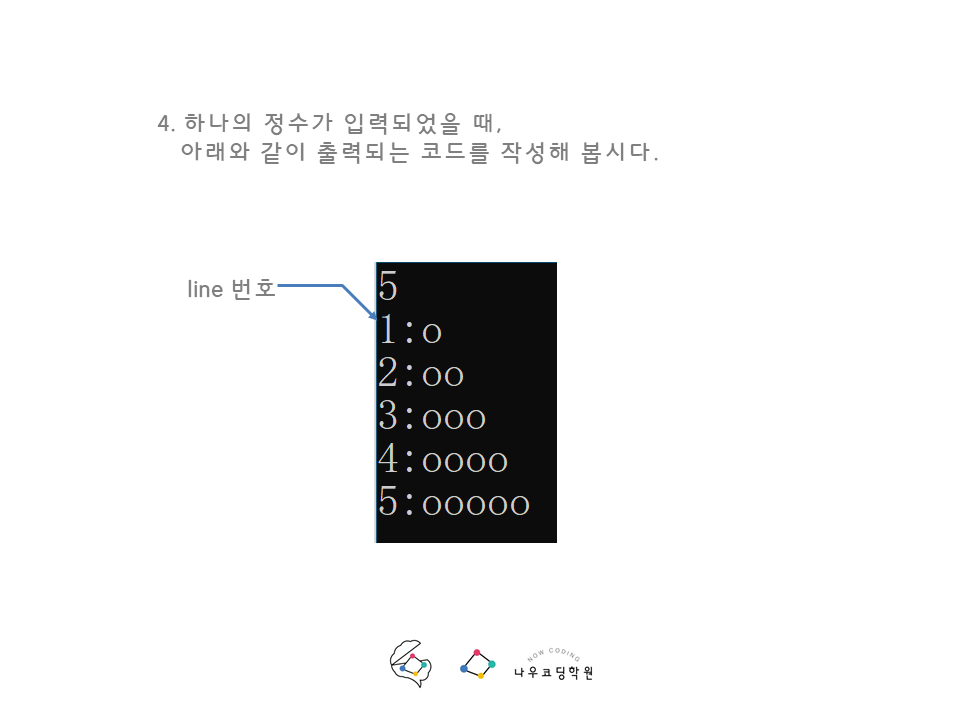 4. 하나의 정수가 입력되었을 때,
아래와 같이 출력되는 코드를 작성해 봅시다.
line 번호
5
1:o
2:oo
3:ooo
4:oooo
5:ooooo
NOW CODING
나우코딩학원